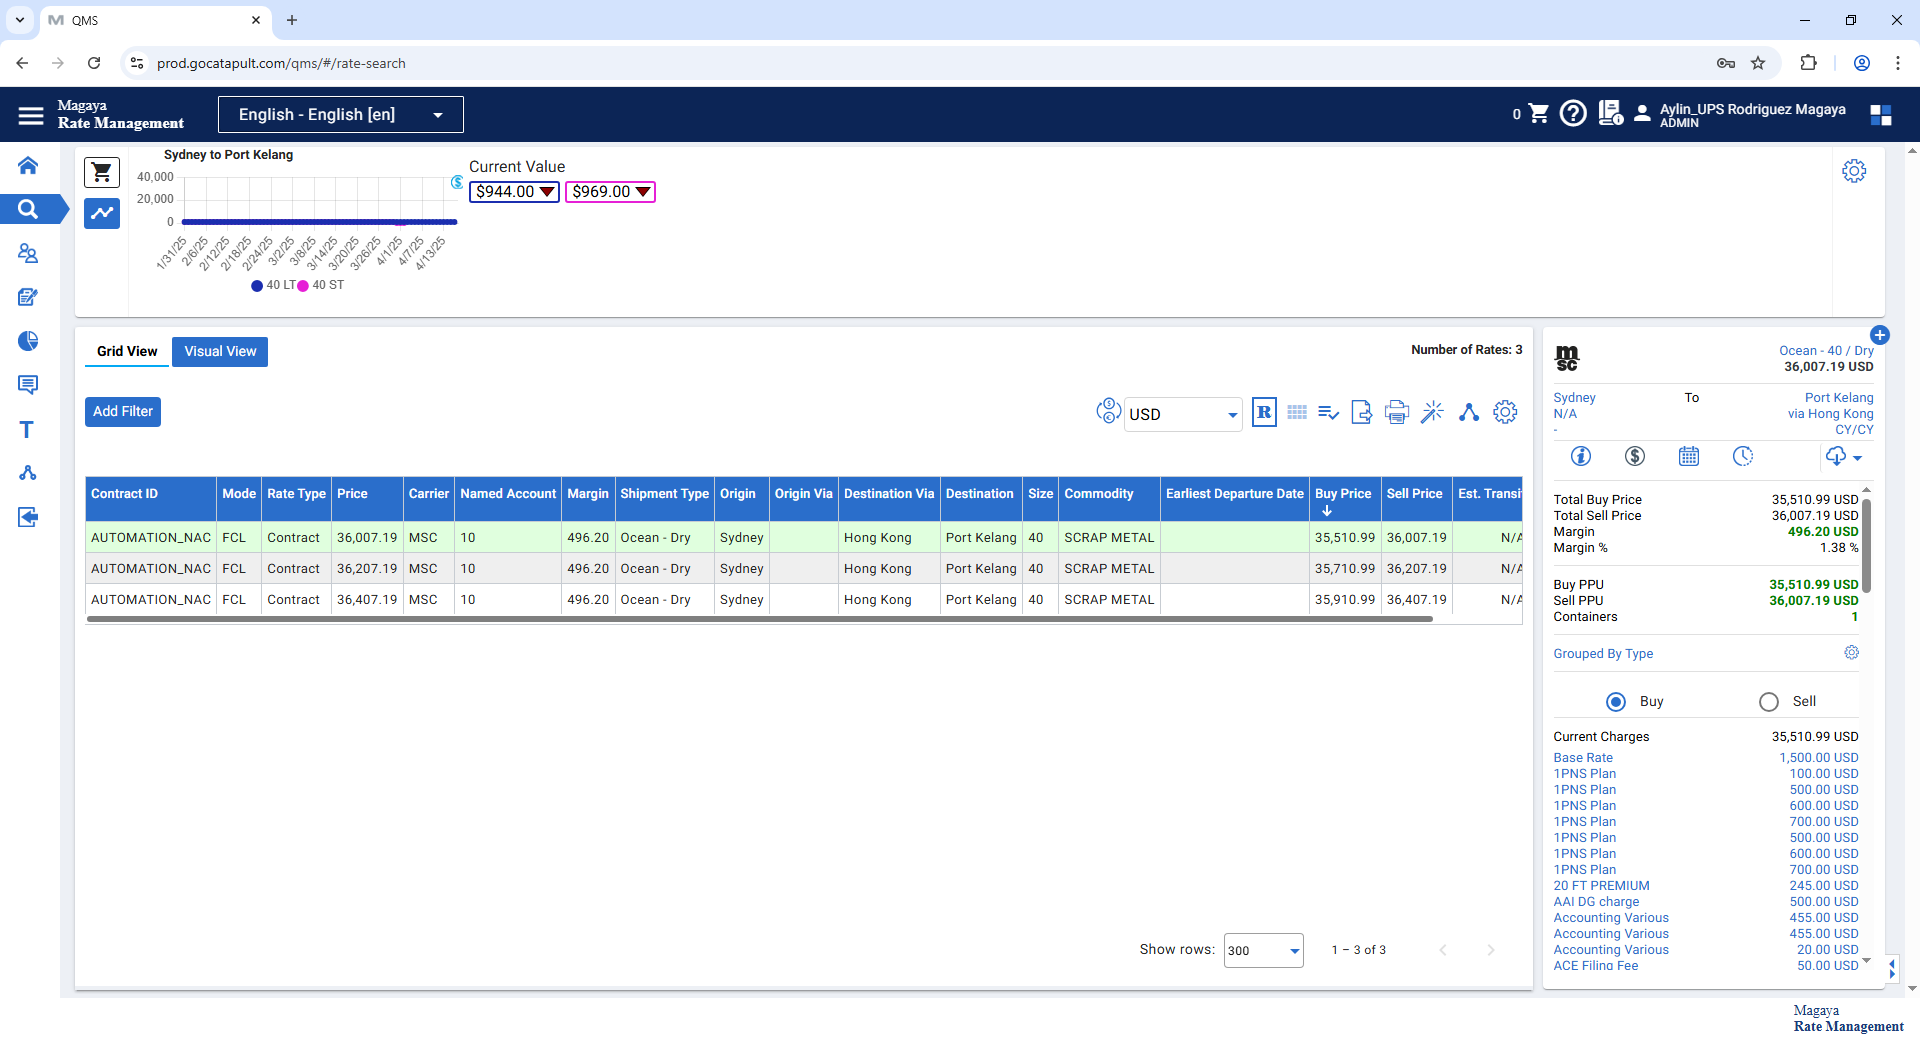 QMS
prod.gocatapult.com/qms/#/rate-search
Magaya
Rate Management
English - English [en]
0
Aylin_UPS Rodriguez Magaya
ADMIN
Sydney to Port Kelang
40,000
20,000
0
1/31/25 2/6/25 2/12/25 2/18/25 2/24/25 3/2/25 3/8/25 3/14/25 3/20/25 3/26/25 4/1/25 4/7/25 4/13/25
40 LT 40 ST
Current Value
$944.00 $969.00
Grid View Visual View
Number of Rates: 3
Add Filter
USD
R
Contract ID Mode Rate Type Price Carrier Named Account Margin Shipment Type Origin Origin Via Destination Via Destination Size Commodity Earliest Departure Date Buy Price Sell Price Est. Transi
AUTOMATION_NAC FCL Contract 36,007.19 MSC 10 496.20 Ocean - Dry Sydney Hong Kong Port Kelang 40 SCRAP METAL 35,510.99 36,007.19 N/A
AUTOMATION_NAC FCL Contract 36,207.19 MSC 10 496.20 Ocean - Dry Sydney Hong Kong Port Kelang 40 SCRAP METAL 35,710.99 36,207.19 N/A
AUTOMATION_NAC FCL Contract 36,407.19 MSC 10 496.20 Ocean - Dry Sydney Hong Kong Port Kelang 40 SCRAP METAL 35,910.99 36,407.19 N/A
Show rows: 300 1 – 3 of 3
msc
Ocean - 40 / Dry
36,007.19 USD
Sydney To Port Kelang
N/A via Hong Kong
- CY/CY
Total Buy Price 35,510.99 USD
Total Sell Price 36,007.19 USD
Margin 496.20 USD
Margin % 1.38 %
Buy PPU 35,510.99 USD
Sell PPU 36,007.19 USD
Containers 1
Grouped By Type
Buy Sell
Current Charges 35,510.99 USD
Base Rate 1,500.00 USD
1PNS Plan 100.00 USD
1PNS Plan 500.00 USD
1PNS Plan 600.00 USD
1PNS Plan 700.00 USD
1PNS Plan 500.00 USD
1PNS Plan 600.00 USD
1PNS Plan 700.00 USD
20 FT PREMIUM 245.00 USD
AAI DG charge 500.00 USD
Accounting Various 455.00 USD
Accounting Various 455.00 USD
Accounting Various 20.00 USD
ACE Filing Fee 50.00 USD
Magaya
Rate Management